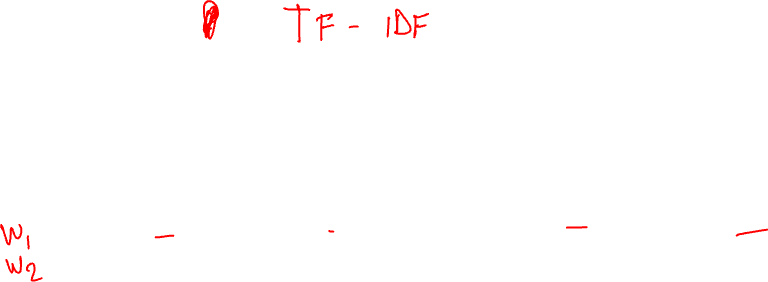 TF - IDF
W1 - - - -
W2